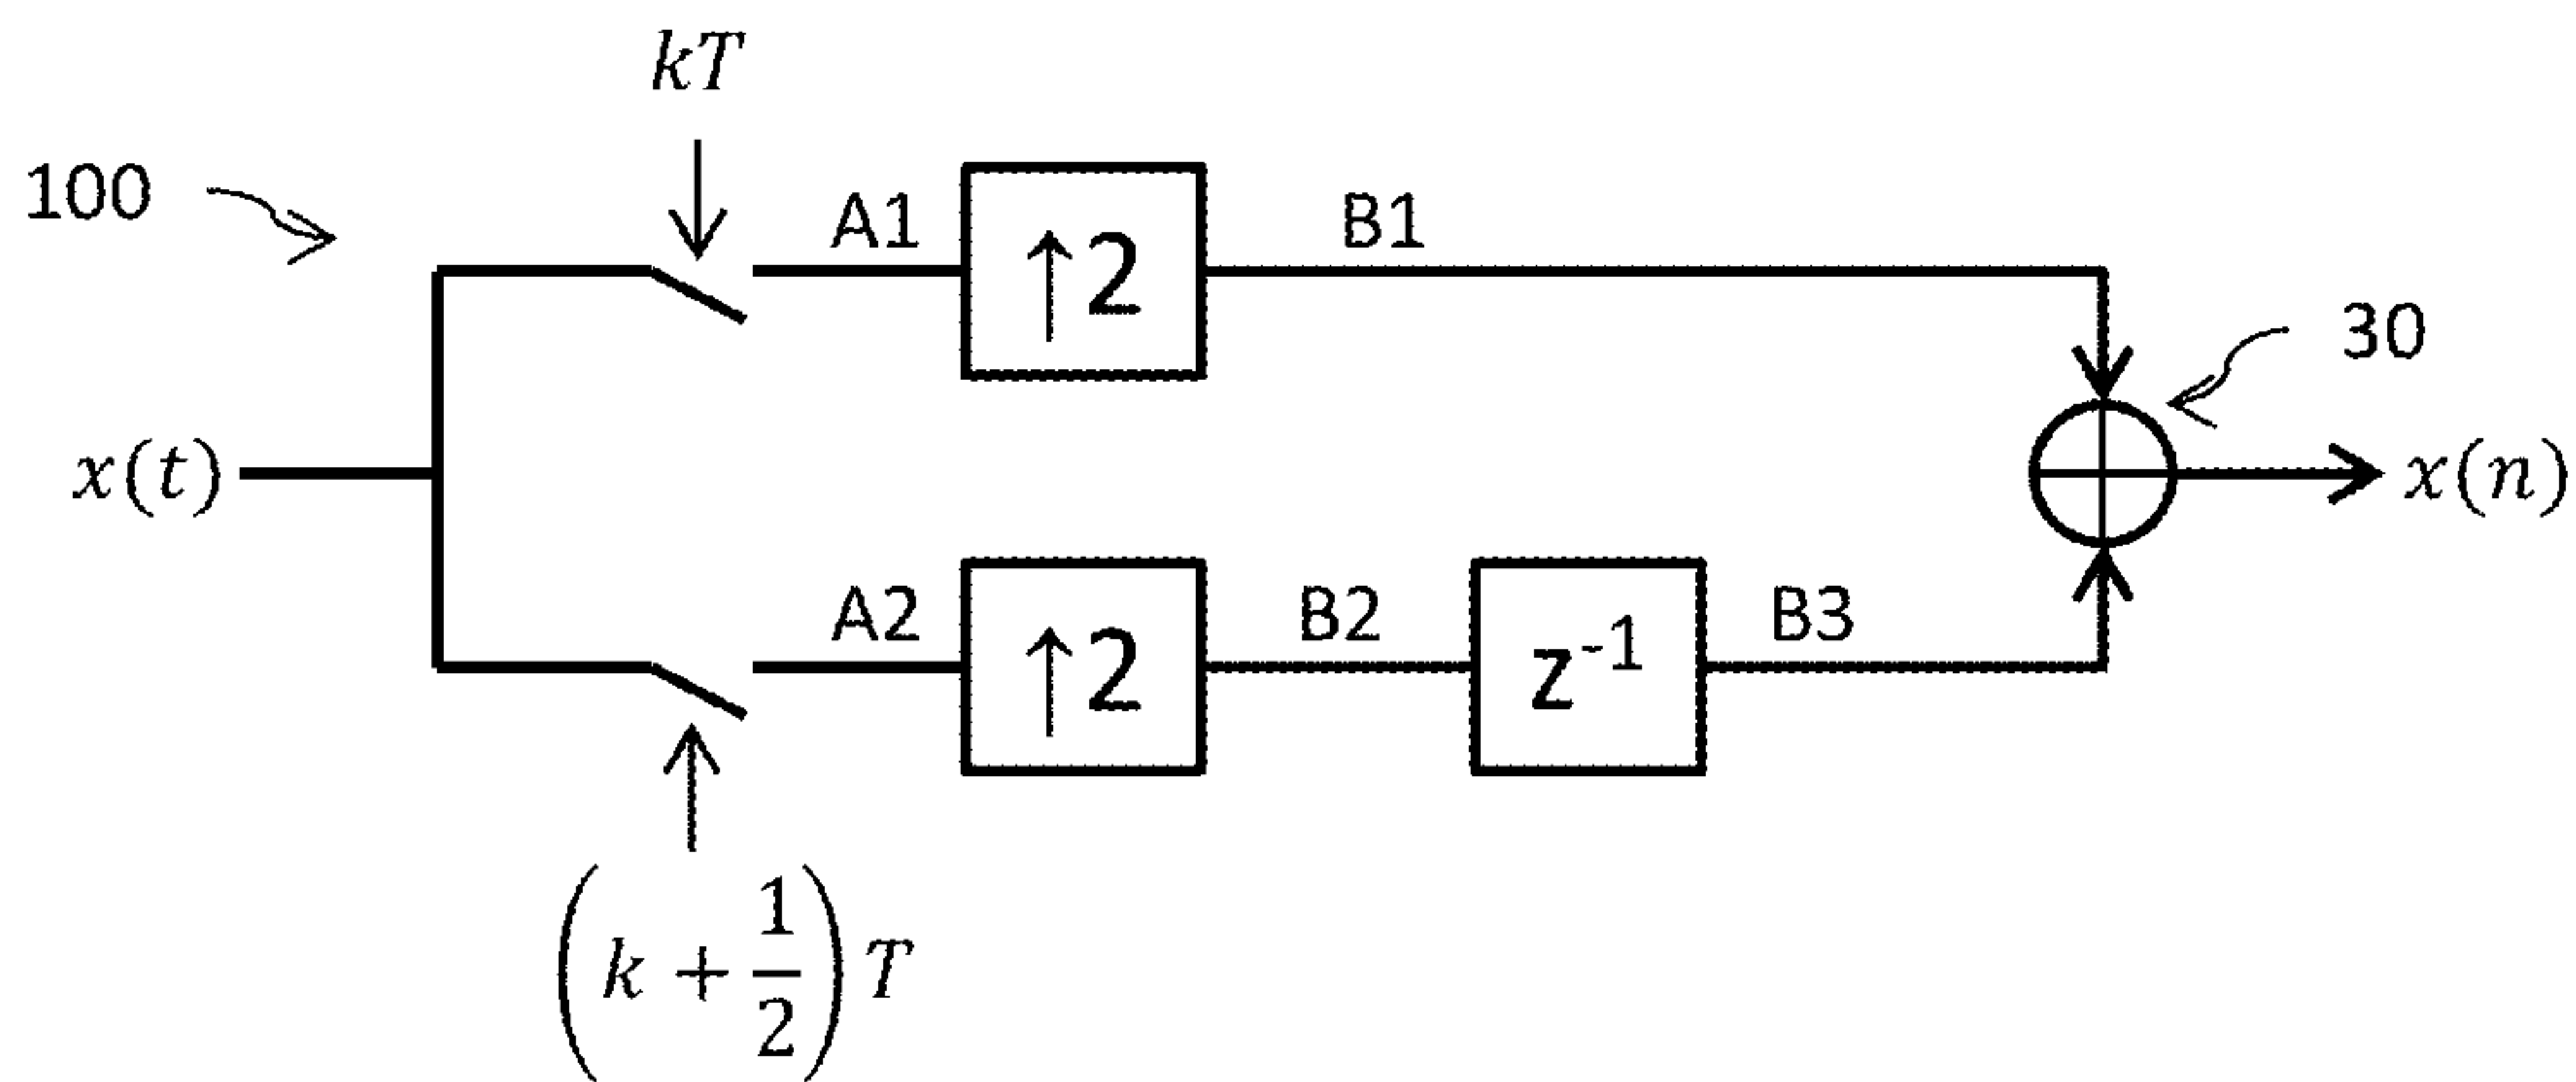 kT
100
A1
↑2
B1
30
x(t)
x(n)
A2
↑2
B2
z⁻¹
B3
(k + 1/2) T